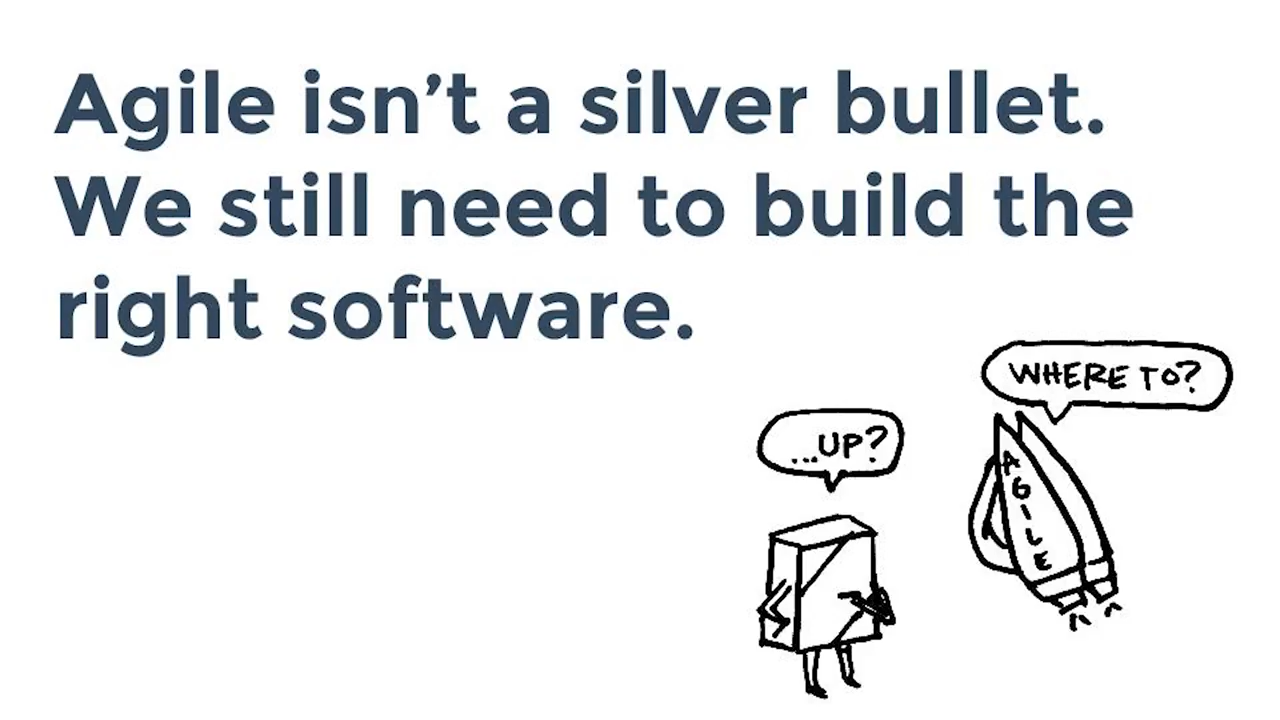 Agile isn’t a silver bullet.
We still need to build the
right software.
WHERE TO?
...UP?
AGILE